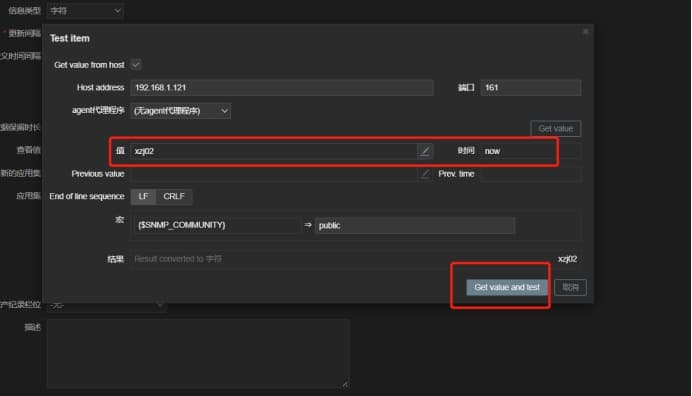 信息类型 字符
* 更新间隔
义时间间隔
据保留时长
查看值
新的应用集
应用集
产纪录栏位 -无-
描述
Test item
Get value from host
Host address 192.168.1.121 端口 161
agent代理程序 (无agent代理程序)
Get value
值 xzj02 时间 now
Previous value Prev. time
End of line sequence LF CRLF
宏 {$SNMP_COMMUNITY} ⇒ public
结果 Result converted to 字符 xzj02
Get value and test 取消